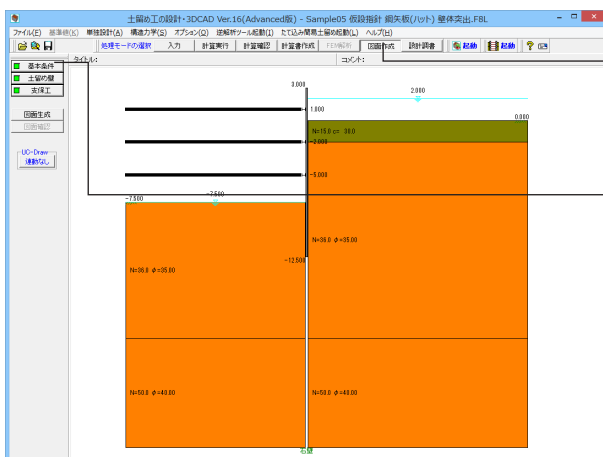 土留め工の設計・3DCAD Ver.16(Advanced版) - Sample05 仮設指針 鋼矢板(ハット) 壁体突出.F8L
ファイル(F) 基準値(K) 単独設計(A) 構造力学(S) オプション(O) 逆解析ツール起動(I) たて込み簡易土留め起動(L) ヘルプ(H)
処理モードの選択 入力 計算実行 計算確認 計算書作成 FEM解析 図面作成 設計調書 起動 起動
タイトル: コメント:
基本条件
土留め壁
支保工
図面生成
図面確認
UC-Draw
連動なし
3.000 2.000
1.000 0.000
N=15.0 c= 30.0
-2.000
-5.000
-7.500 -7.500
N=36.0 φ=35.00
-12.500
N=36.0 φ=35.00
N=50.0 φ=40.00 N=50.0 φ=40.00
右壁